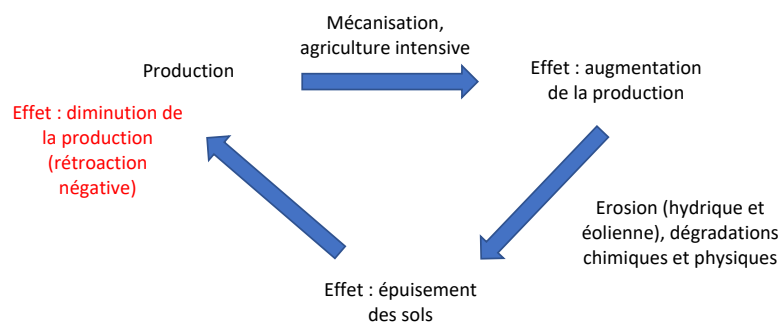 Mécanisation,
agriculture intensive
Production
Effet : augmentation
de la production
Effet : diminution de
la production
(rétroaction
négative)
Erosion (hydrique et
éolienne), dégradations
chimiques et physiques
Effet : épuisement
des sols